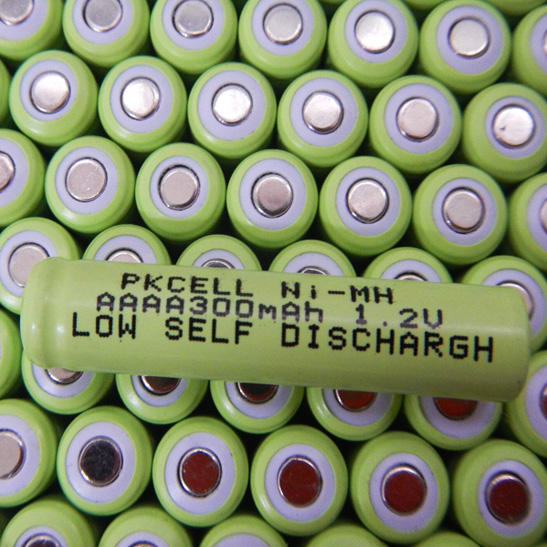 PKCELL Ni-MH
AAAA300mAh 1.2V
LOW SELF DISCHARGH